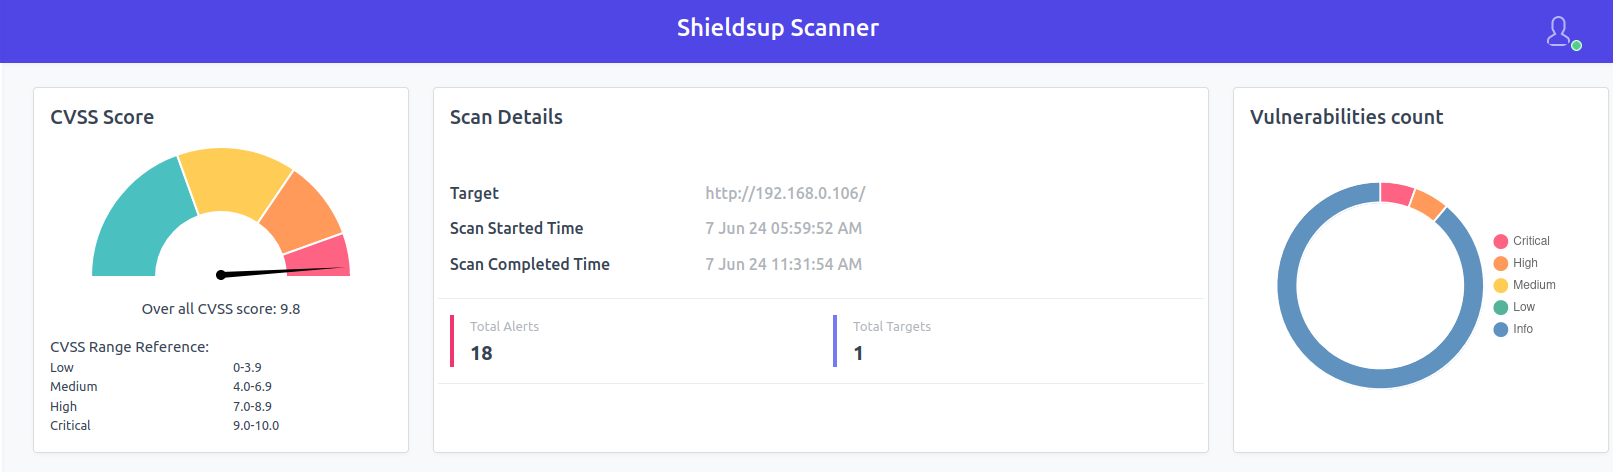 Shieldsup Scanner
CVSS Score
Over all CVSS score: 9.8
CVSS Range Reference:
Low 0-3.9
Medium 4.0-6.9
High 7.0-8.9
Critical 9.0-10.0
Scan Details
Target http://192.168.0.106/
Scan Started Time 7 Jun 24 05:59:52 AM
Scan Completed Time 7 Jun 24 11:31:54 AM
Total Alerts
18
Total Targets
1
Vulnerabilities count
Critical
High
Medium
Low
Info